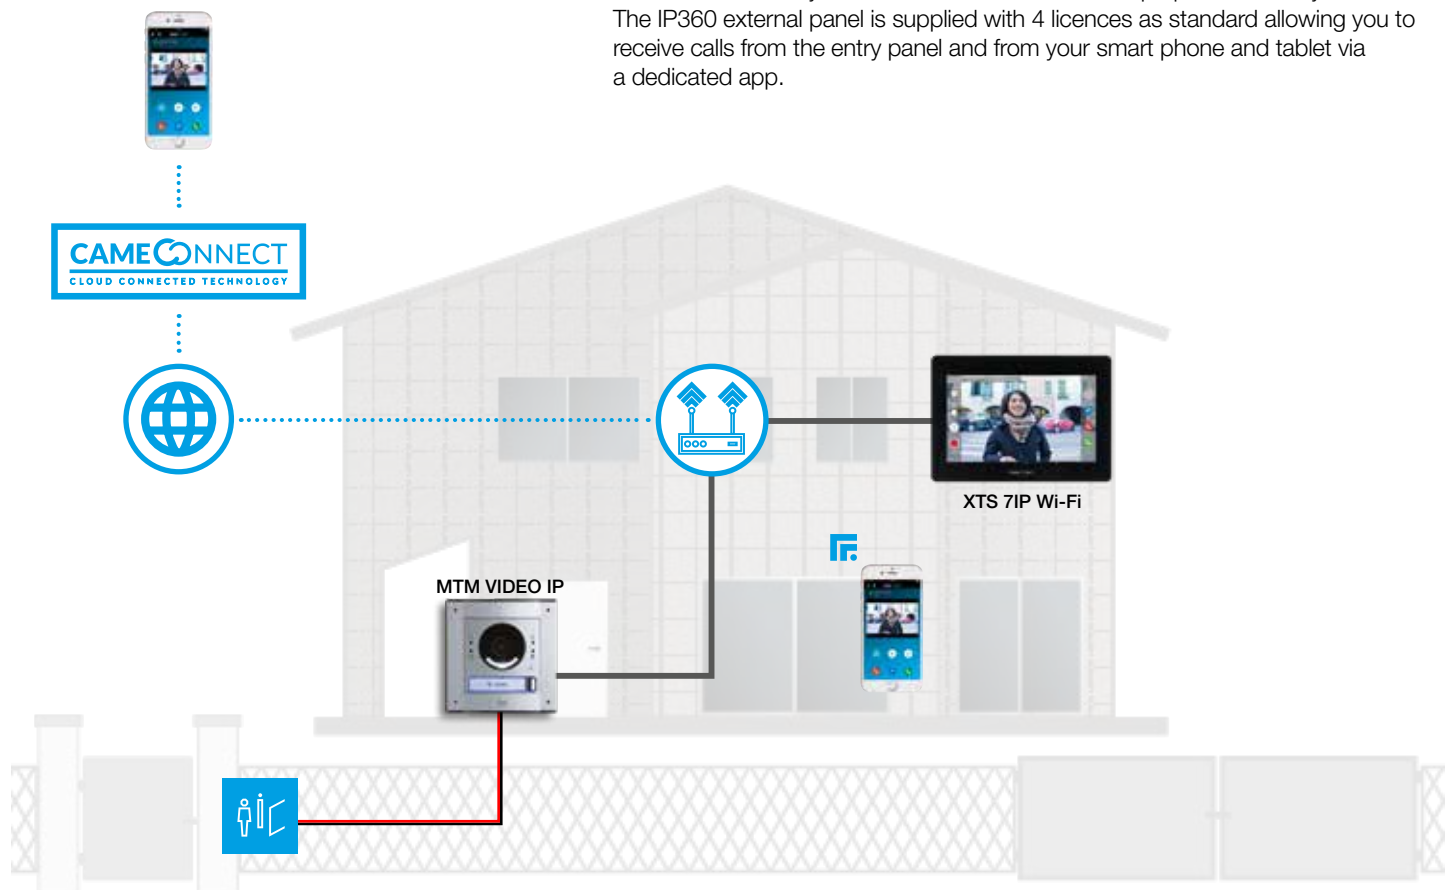 The IP360 external panel is supplied with 4 licences as standard allowing you to
receive calls from the entry panel and from your smart phone and tablet via
a dedicated app.
CAMECONNECT
CLOUD CONNECTED TECHNOLOGY
XTS 7IP Wi-Fi
MTM VIDEO IP